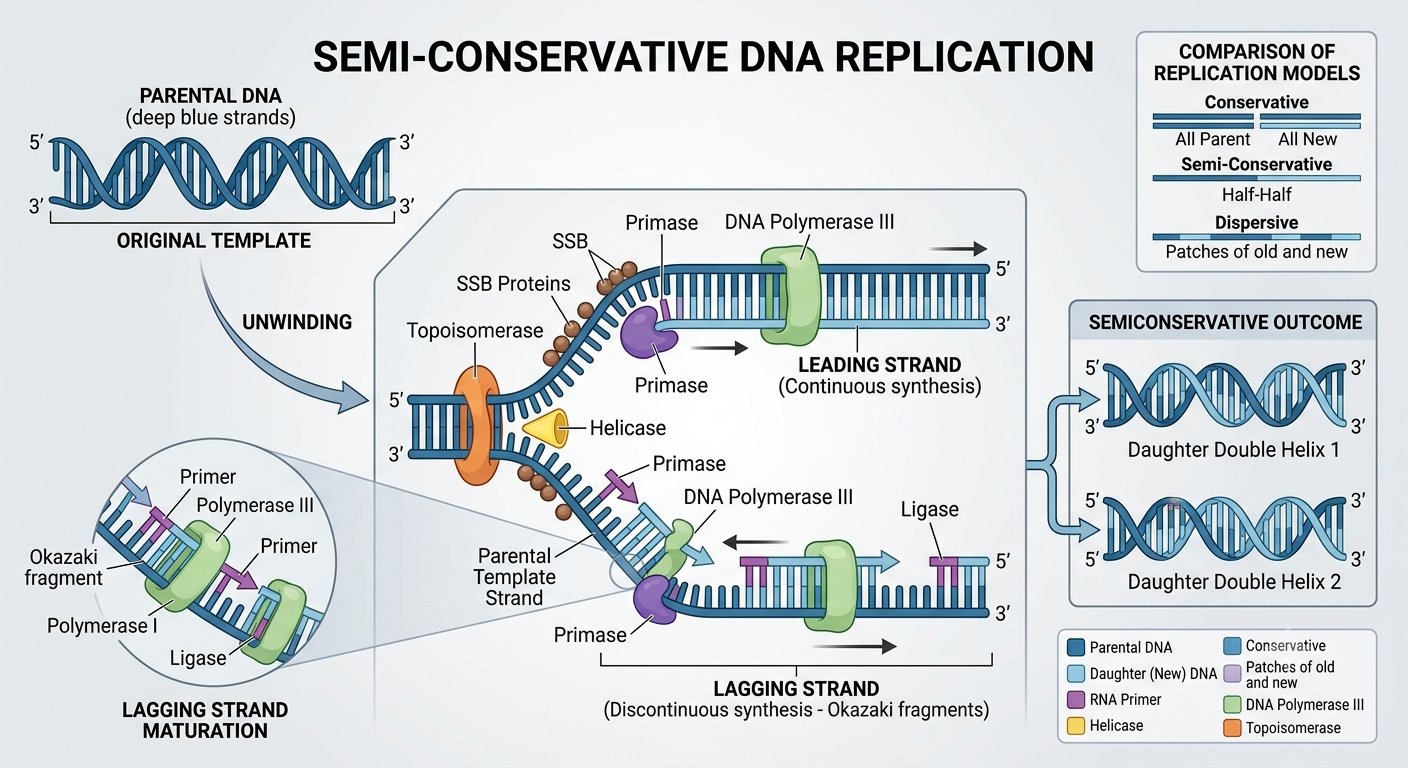 SEMI-CONSERVATIVE DNA REPLICATION
PARENTAL DNA
(deep blue strands)
5′
3′
3′
3′
ORIGINAL TEMPLATE
UNWINDING
COMPARISON OF
REPLICATION MODELS
Conservative
All Parent
All New
Semi-Conservative
Half-Half
Dispersive
Patches of old and new
SSB
Primase
DNA Polymerase III
SSB Proteins
Topoisomerase
5′
3′
Primase
LEADING STRAND
(Continuous synthesis)
5′
3′
Helicase
Primase
DNA Polymerase III
Ligase
Parental
Template
Strand
Primase
5′
3′
LAGGING STRAND
(Discontinuous synthesis - Okazaki fragments)
Primer
Polymerase III
Primer
Okazaki
fragment
Polymerase I
Ligase
LAGGING STRAND
MATURATION
SEMICONSERVATIVE OUTCOME
5′
3′
3′
3′
Daughter Double Helix 1
5′
3′
5′
3′
Daughter Double Helix 2
Parental DNA
Daughter (New) DNA
RNA Primer
Helicase
Conservative
Patches of old
and new
DNA Polymerase III
Topoisomerase